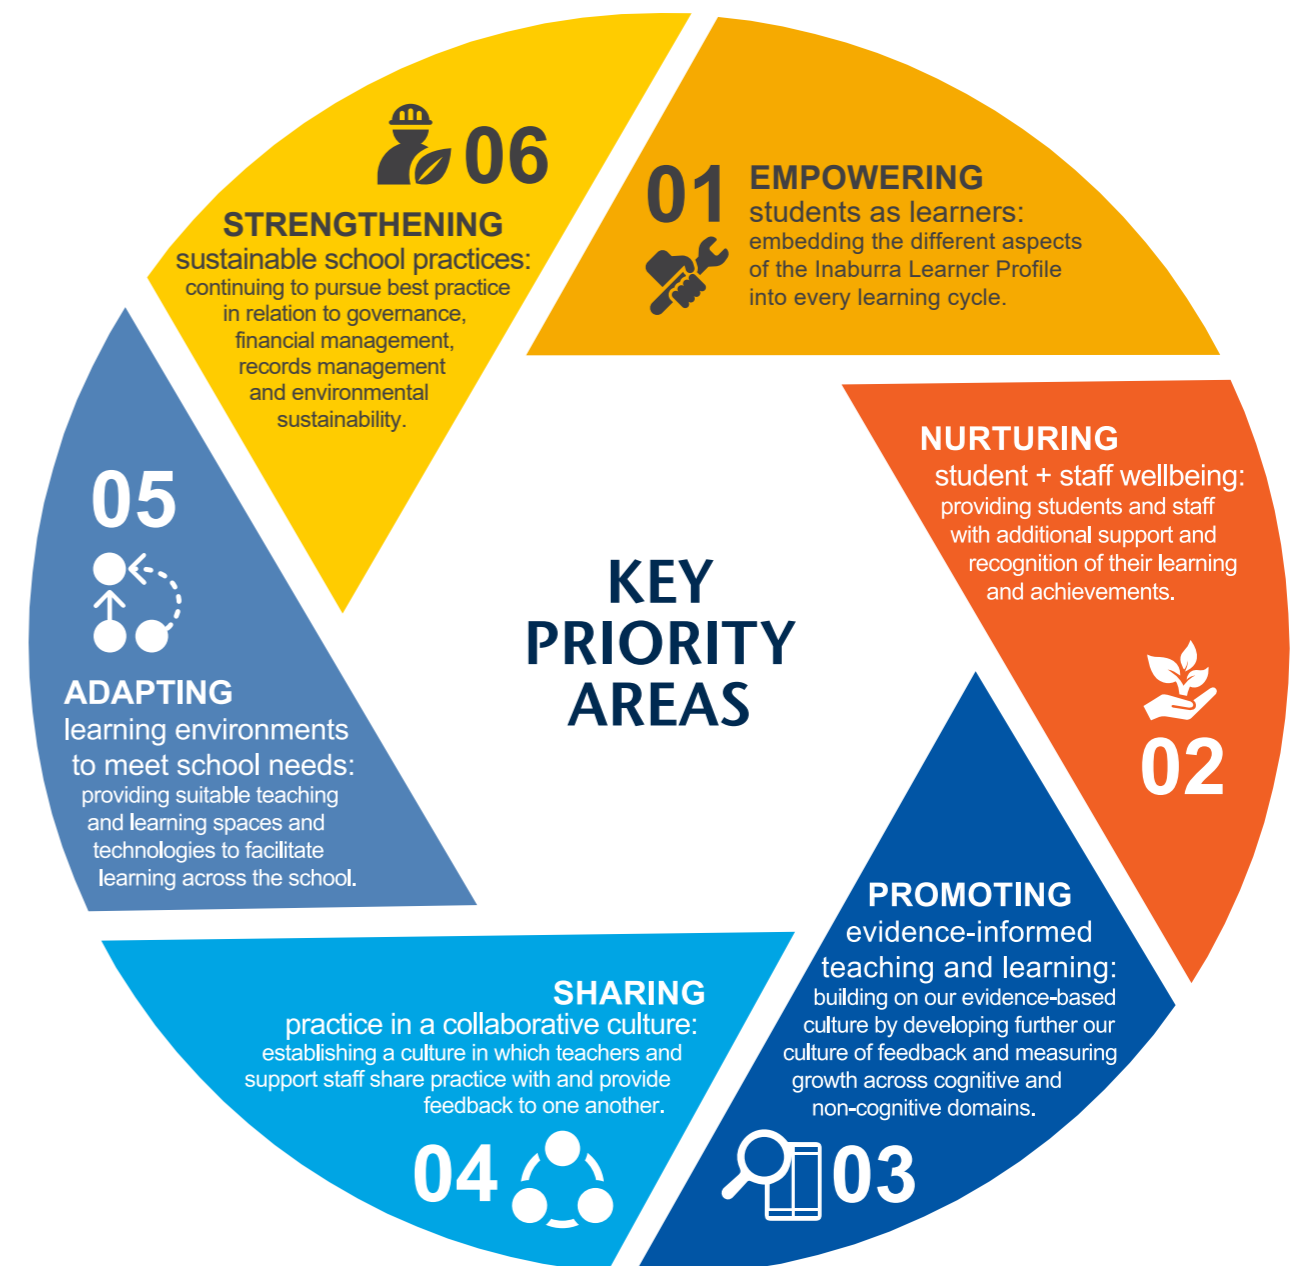 KEY
PRIORITY
AREAS
01
EMPOWERING
students as learners:
embedding the different aspects
of the Inaburra Learner Profile
into every learning cycle.
NURTURING
student + staff wellbeing:
providing students and staff
with additional support and
recognition of their learning
and achievements.
02
PROMOTING
evidence-informed
teaching and learning:
building on our evidence-based
culture by developing further our
culture of feedback and measuring
growth across cognitive and
non-cognitive domains.
03
SHARING
practice in a collaborative culture:
establishing a culture in which teachers and
support staff share practice with and provide
feedback to one another.
04
05
ADAPTING
learning environments
to meet school needs:
providing suitable teaching
and learning spaces and
technologies to facilitate
learning across the school.
06
STRENGTHENING
sustainable school practices:
continuing to pursue best practice
in relation to governance,
financial management,
records management
and environmental
sustainability.